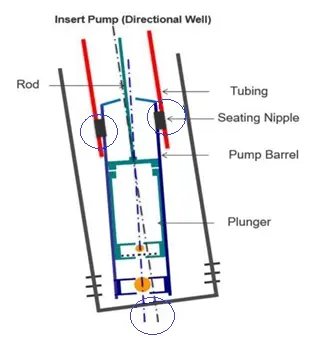 Insert Pump (Directional Well)
Rod
Tubing
Seating Nipple
Pump Barrel
Plunger